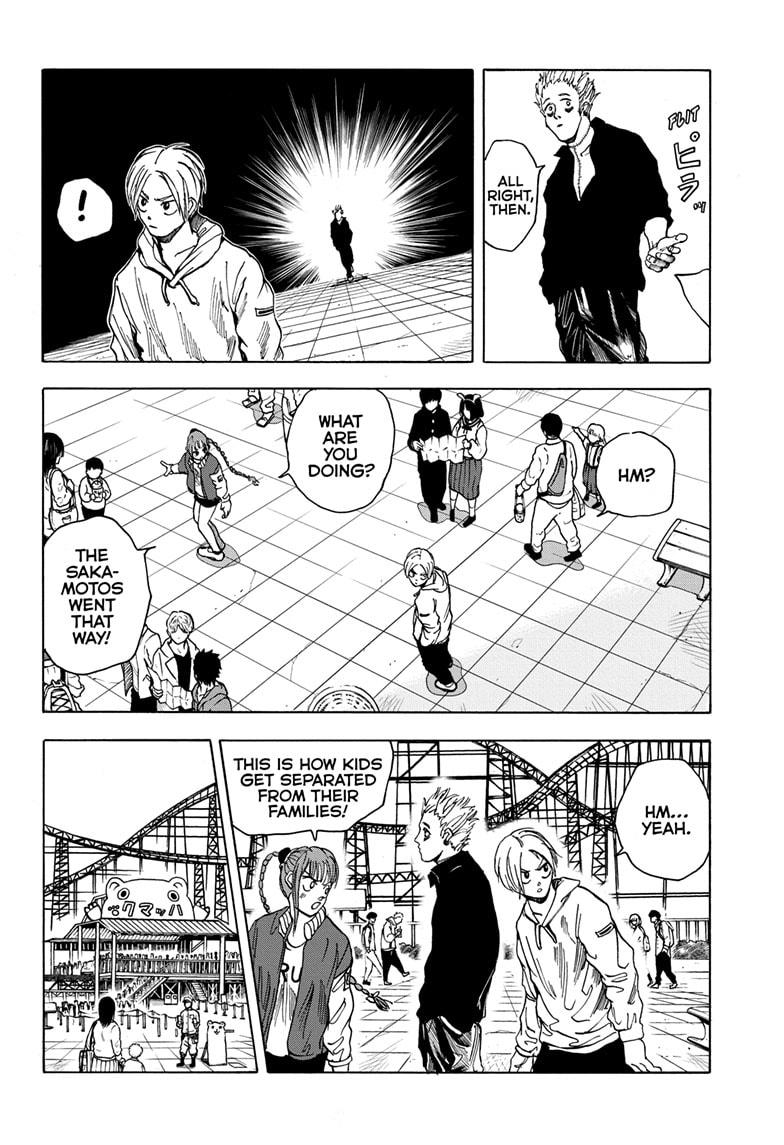 FLIT
ピラッ
ALL
RIGHT,
THEN.
!
HM?
WHAT
ARE
YOU
DOING?
THE
SAKA-
MOTOS
WENT
THAT
WAY!
HM...
YEAH.
THIS IS HOW KIDS
GET SEPARATED
FROM THEIR
FAMILIES!
RU
クマッハ